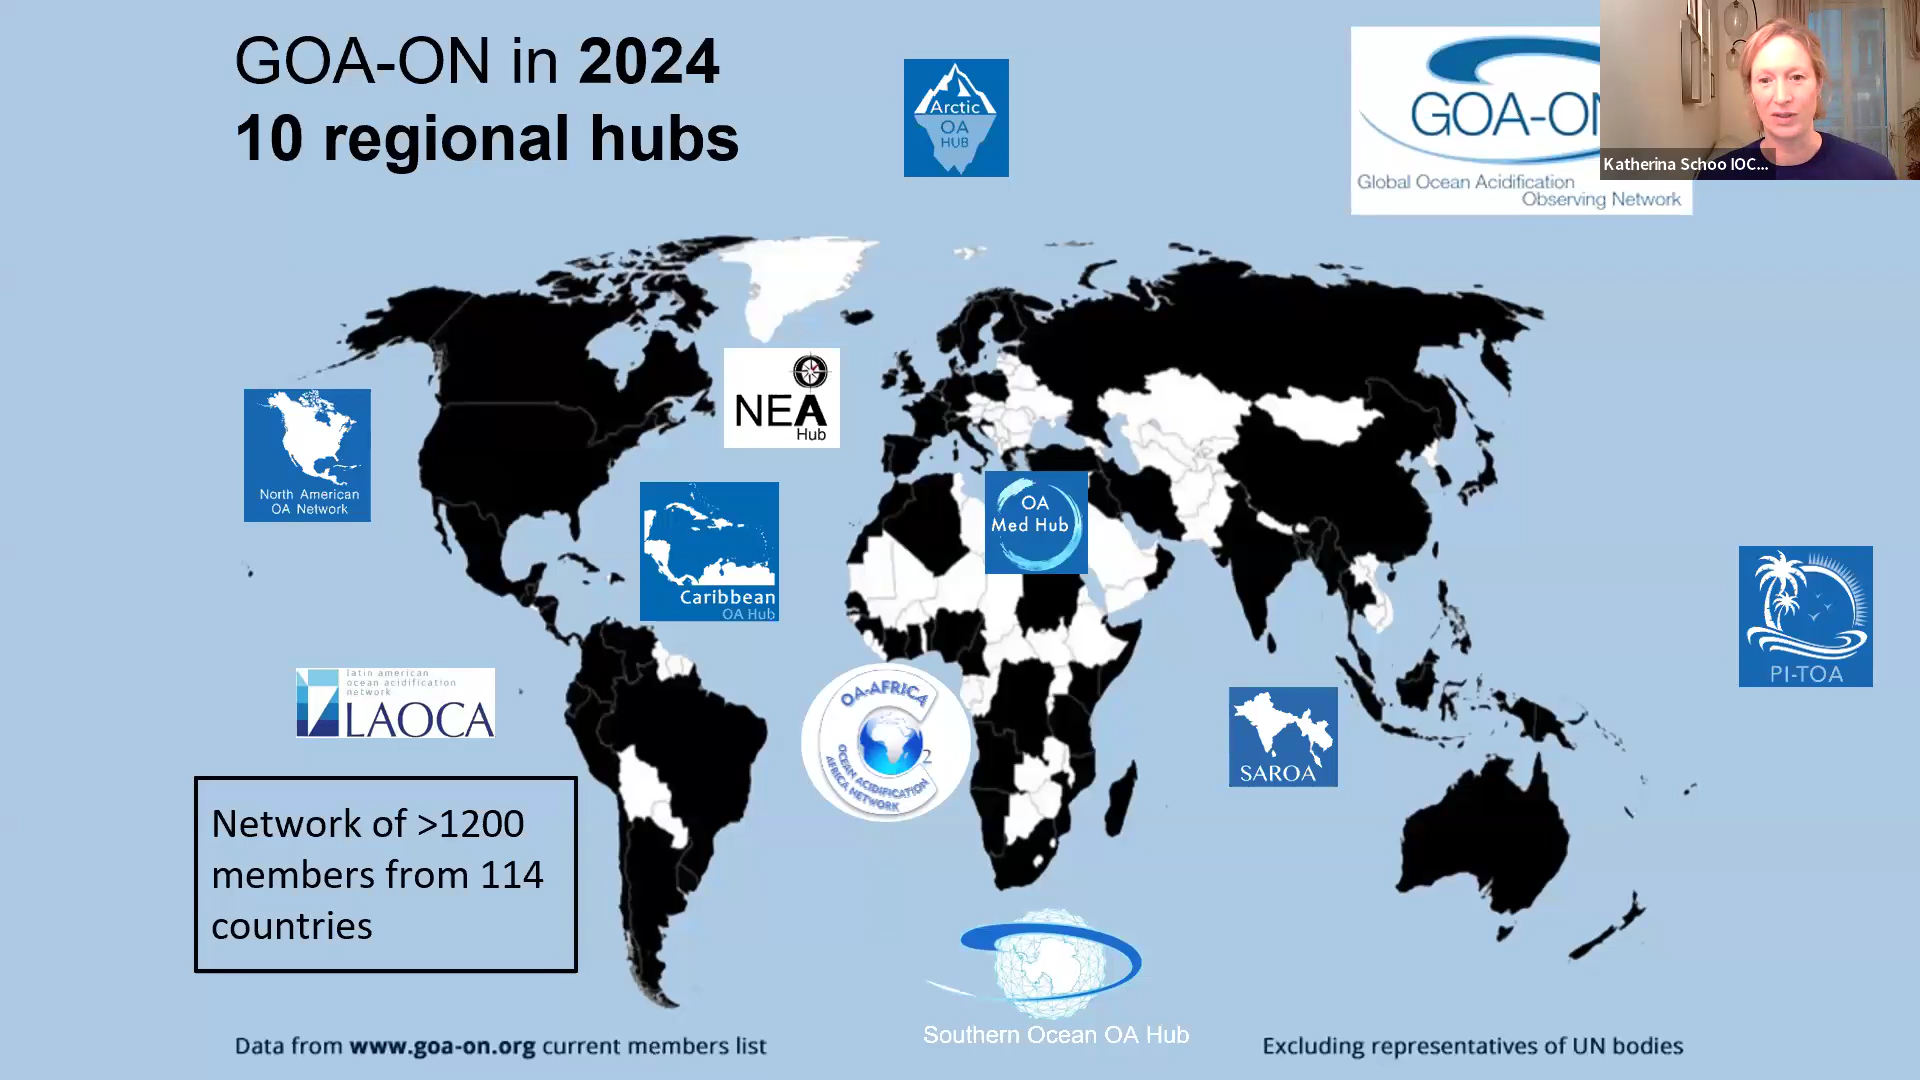 GOA-ON in 2024
10 regional hubs
Arctic
OA
HUB
GOA-ON
Global Ocean Acidification
Observing Network
Katherina Schoo IOC...
NEA
Hub
North American
OA Network
OA
Med Hub
Caribbean
OA Hub
PI-TOA
latin american
ocean acidification
network
LAOCA
OA-AFRICA
OCEAN ACIDIFICATION
AFRICA NETWORK
2
SAROA
Network of >1200
members from 114
countries
Southern Ocean OA Hub
Data from www.goa-on.org current members list
Excluding representatives of UN bodies